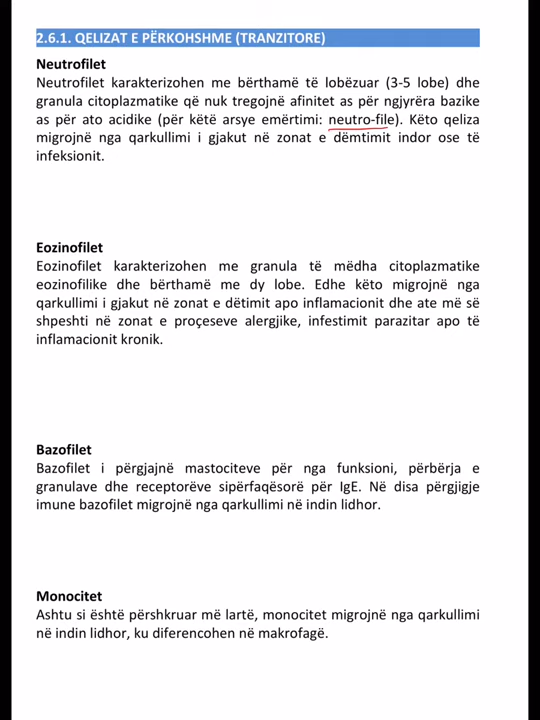 2.6.1. QELIZAT E PËRKOHSHME (TRANZITORE)
Neutrofilet
Neutrofilet karakterizohen me bërthamë të lobëzuar (3-5 lobe) dhe
granula citoplazmatike që nuk tregojnë afinitet as për ngjyrëra bazike
as për ato acidike (për këtë arsye emërtimi: neutro-file). Këto qeliza
migrojnë nga qarkullimi i gjakut në zonat e dëmtimit indor ose të
infeksionit.
Eozinofilet
Eozinofilet karakterizohen me granula të mëdha citoplazmatike
eozinofilike dhe bërthamë me dy lobe. Edhe këto migrojnë nga
qarkullimi i gjakut në zonat e dëtimit apo inflamacionit dhe ate më së
shpeshti në zonat e proçeseve alergjike, infestimit parazitar apo të
inflamacionit kronik.
Bazofilet
Bazofilet i përgjajnë mastociteve për nga funksioni, përbërja e
granulave dhe receptorëve sipërfaqësorë për IgE. Në disa përgjigje
imune bazofilet migrojnë nga qarkullimi në indin lidhor.
Monocitet
Ashtu si është përshkruar më lartë, monocitet migrojnë nga qarkullimi
në indin lidhor, ku diferencohen në makrofagë.